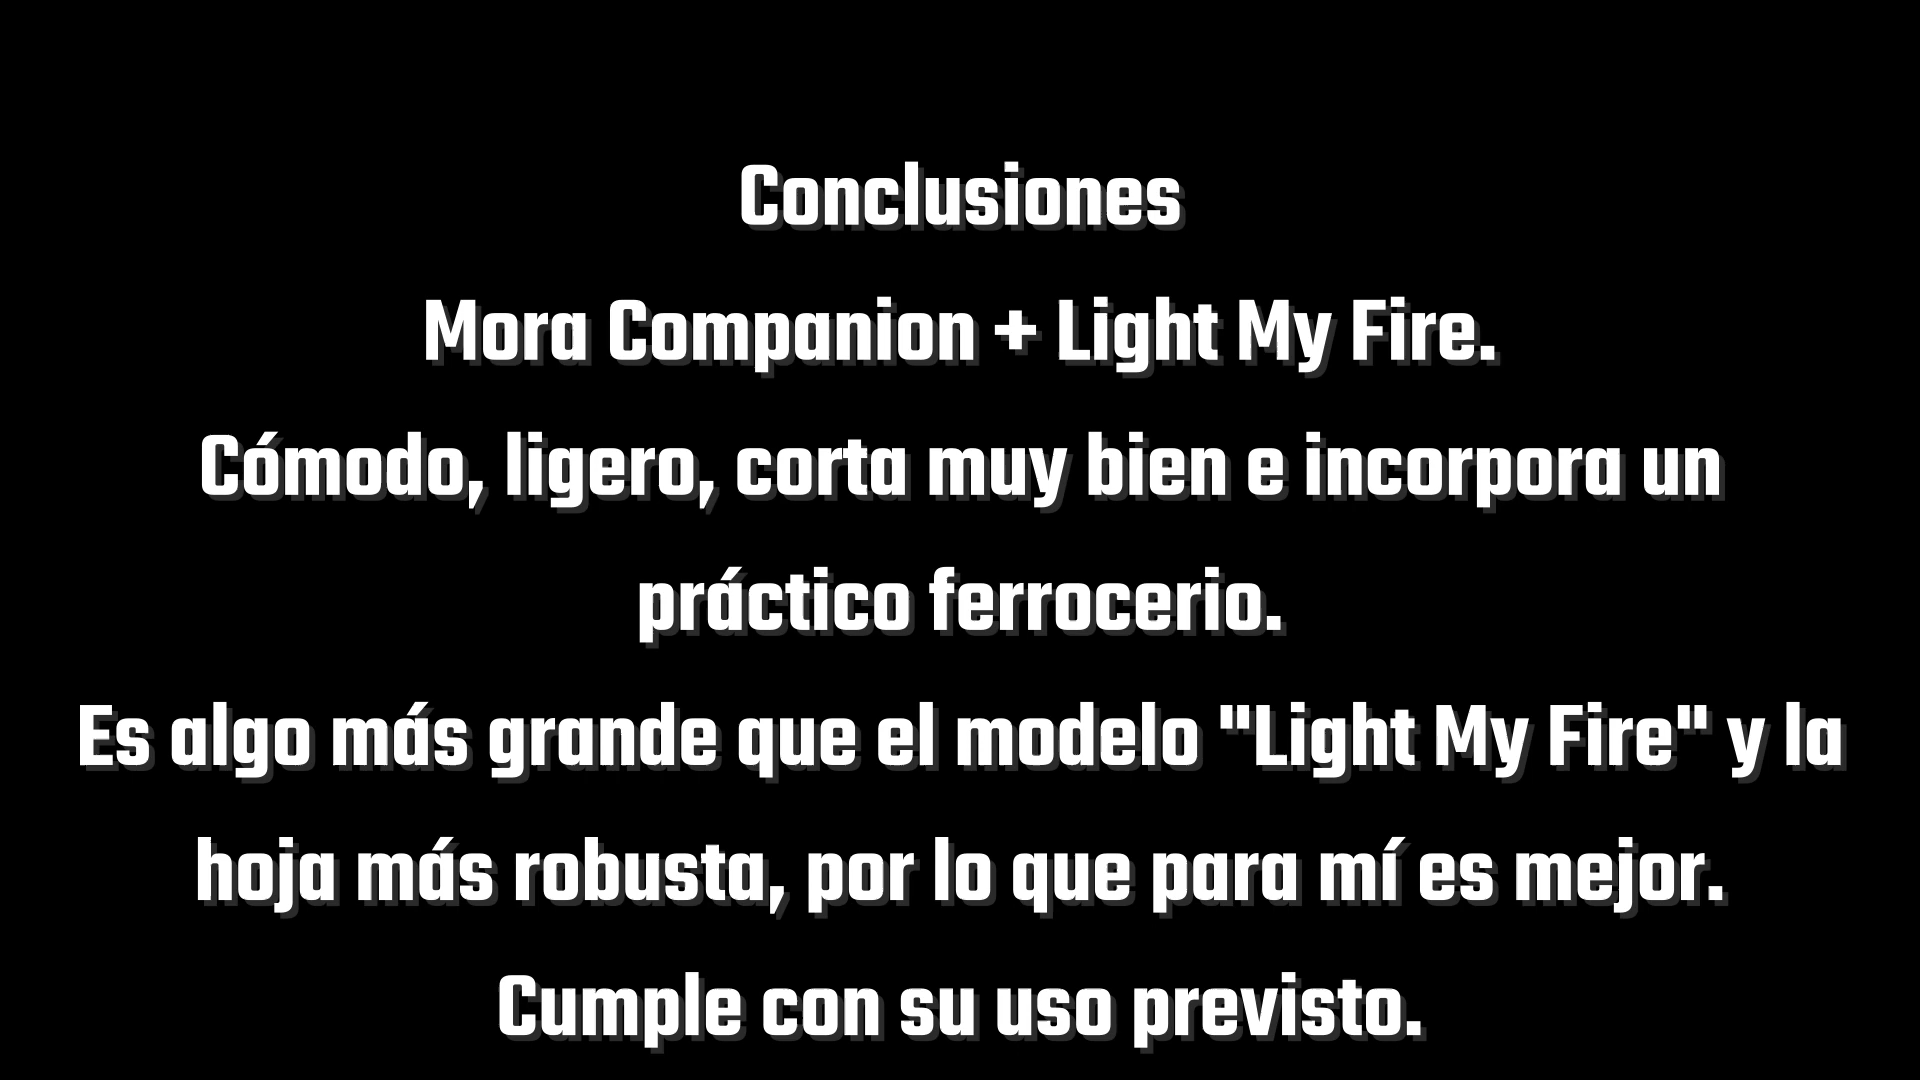 Conclusiones
Mora Companion + Light My Fire.
Cómodo, ligero, corta muy bien e incorpora un
práctico ferrocerio.
Es algo más grande que el modelo "Light My Fire" y la
hoja más robusta, por lo que para mí es mejor.
Cumple con su uso previsto.